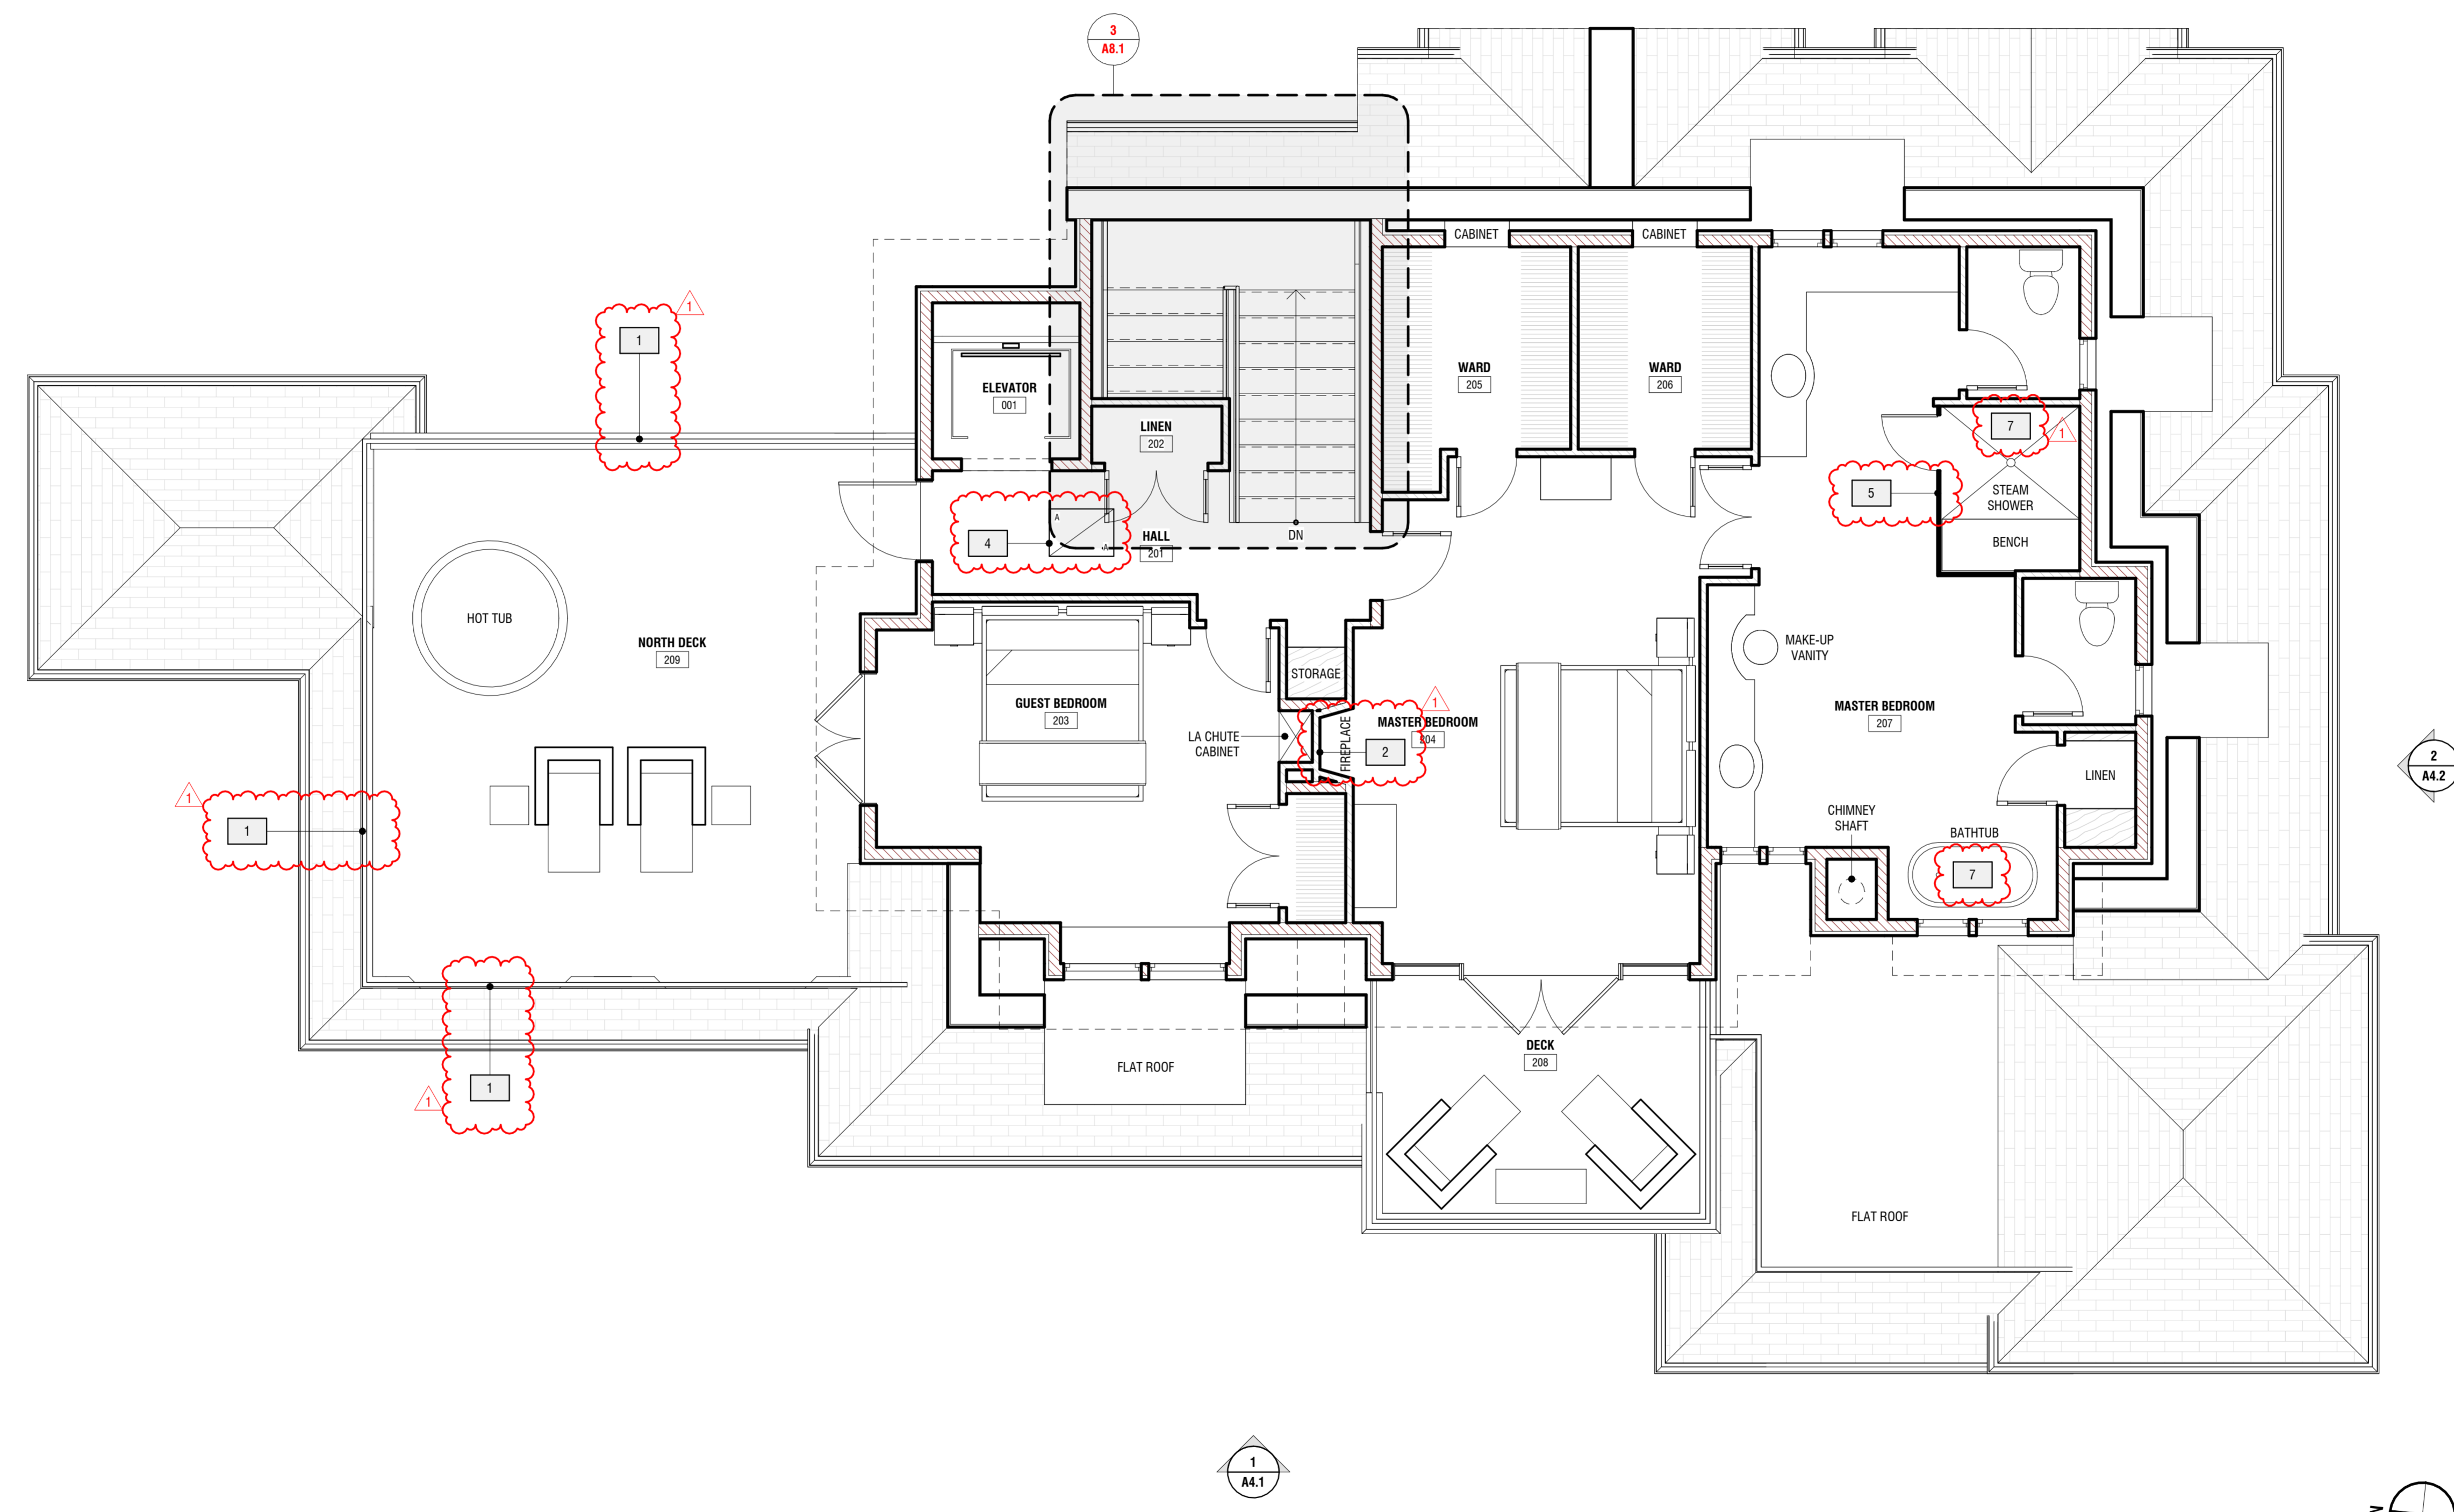 3
A8.1
CABINET
CABINET
1
1
ELEVATOR
001
WARD
205
WARD
206
LINEN
202
7
1
5
STEAM
SHOWER
BENCH
A
4
A
HALL
201
DN
HOT TUB
NORTH DECK
209
MAKE-UP
VANITY
STORAGE
GUEST BEDROOM
203
1
MASTER BEDROOM
204
MASTER BEDROOM
207
LA CHUTE
CABINET
FIREPLACE
2
2
A4.2
LINEN
1
1
CHIMNEY
SHAFT
BATHTUB
7
DECK
208
FLAT ROOF
1
1
FLAT ROOF
1
A4.1
N